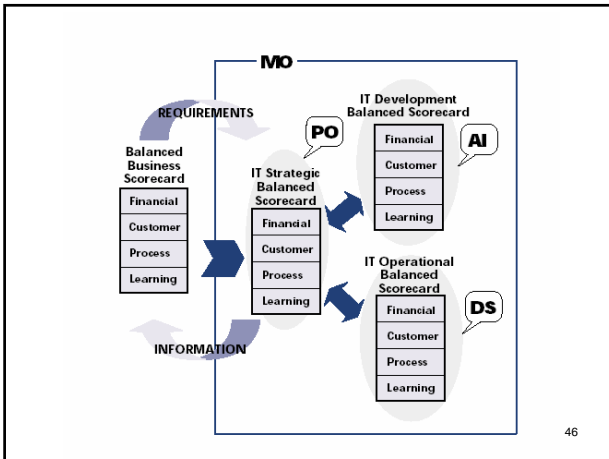 MO
REQUIREMENTS
Balanced
Business
Scorecard
Financial
Customer
Process
Learning
INFORMATION
PO
IT Strategic
Balanced
Scorecard
Financial
Customer
Process
Learning
IT Development
Balanced Scorecard
AI
Financial
Customer
Process
Learning
IT Operational
Balanced
Scorecard
DS
Financial
Customer
Process
Learning
46